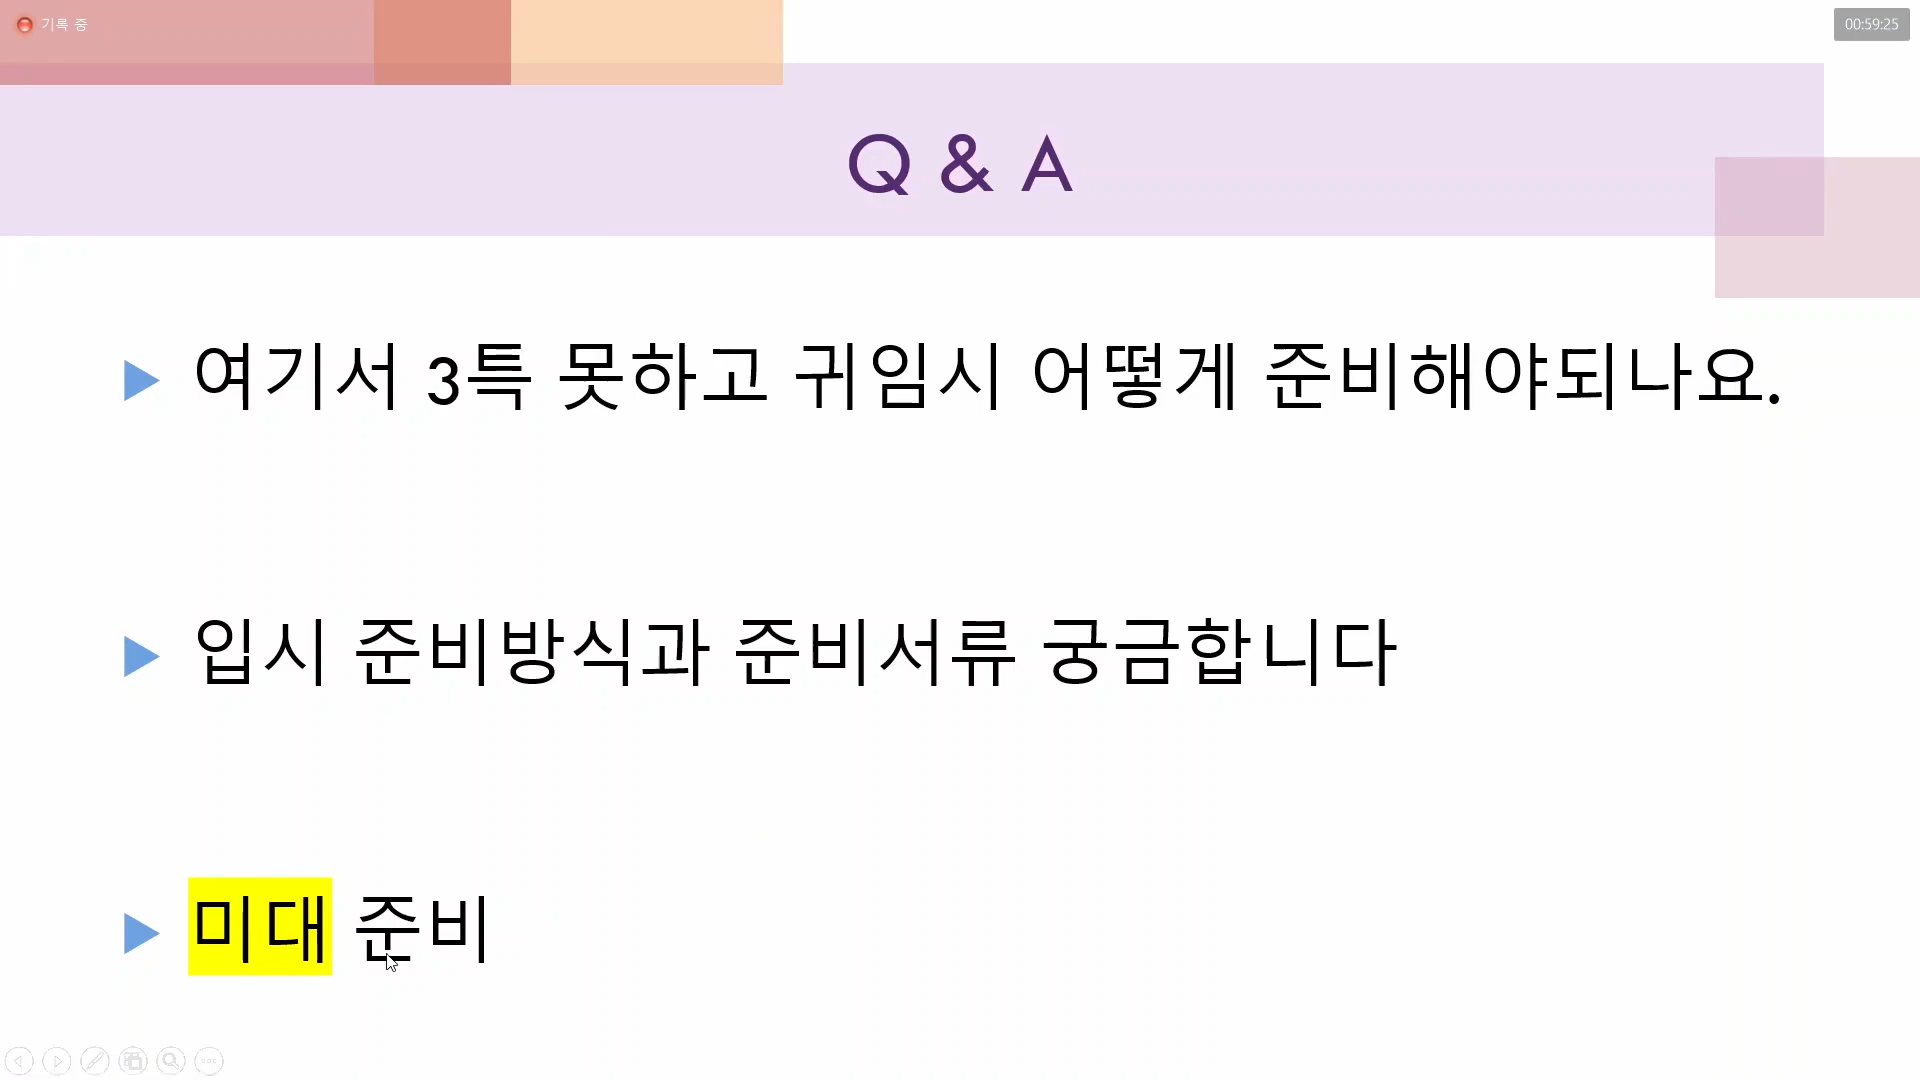 기록 중
00:59:25
Q & A
여기서 3특 못하고 귀임시 어떻게 준비해야되나요.
입시 준비방식과 준비서류 궁금합니다
미대 준비